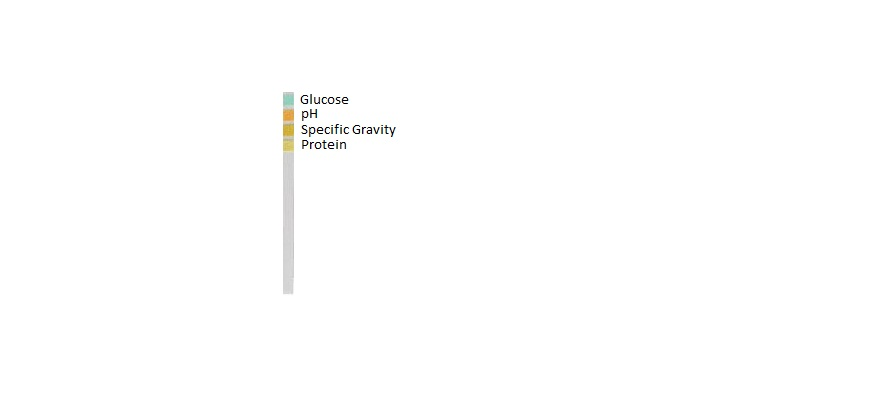 Glucose
pH
Specific Gravity
Protein